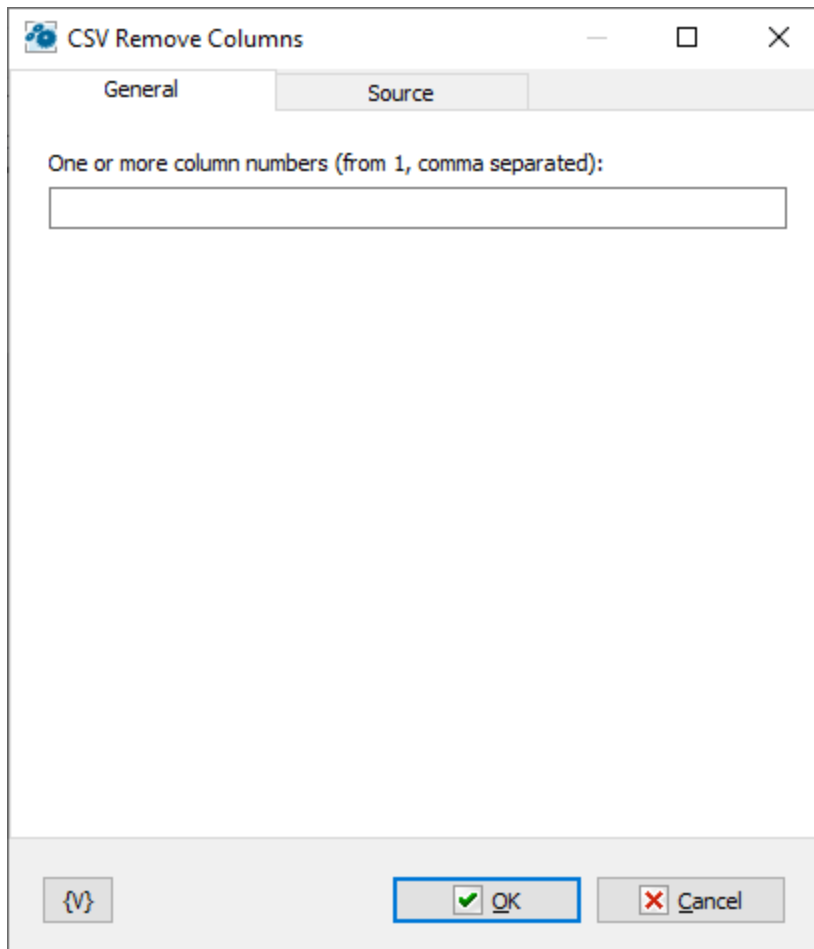 CSV Remove Columns
General
Source
One or more column numbers (from 1, comma separated):
{V}
OK
Cancel